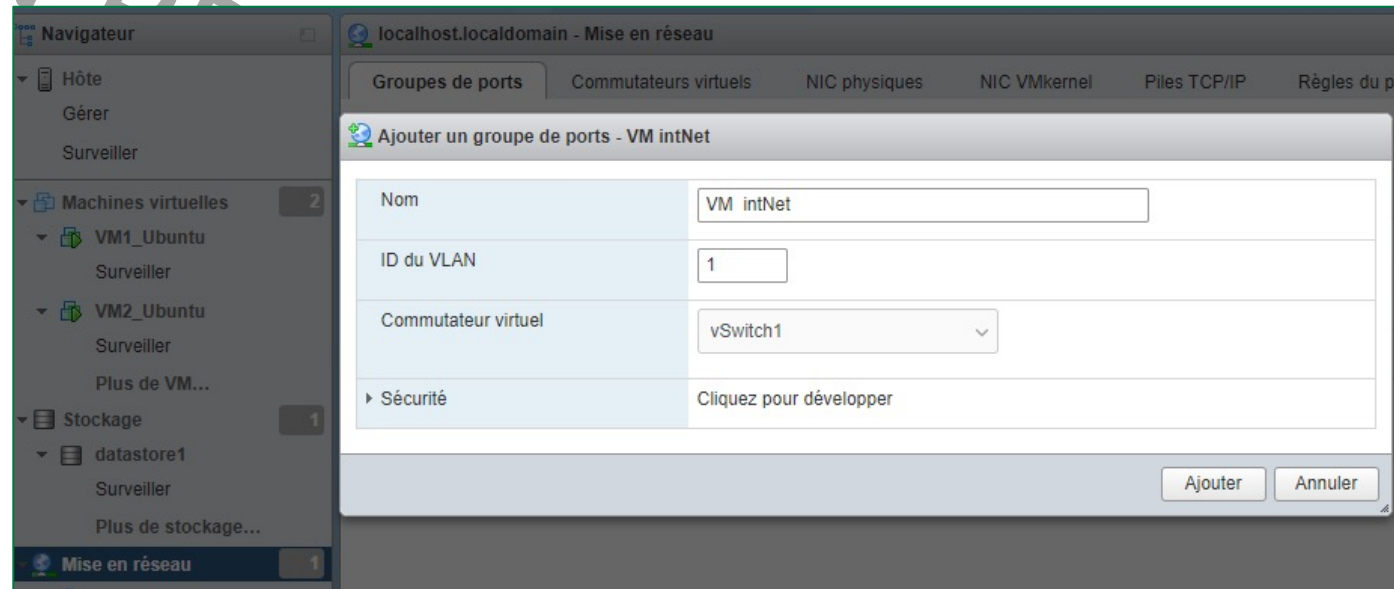 Navigateur
Hôte
Gérer
Surveiller
Machines virtuelles 2
VM1_Ubuntu
Surveiller
VM2_Ubuntu
Surveiller
Plus de VM...
Stockage 1
datastore1
Surveiller
Plus de stockage...
Mise en réseau 1
localhost.localdomain - Mise en réseau
Groupes de ports Commutateurs virtuels NIC physiques NIC VMkernel Piles TCP/IP Règles du p
Ajouter un groupe de ports - VM intNet
Nom VM intNet
ID du VLAN 1
Commutateur virtuel vSwitch1
Sécurité Cliquez pour développer
Ajouter Annuler